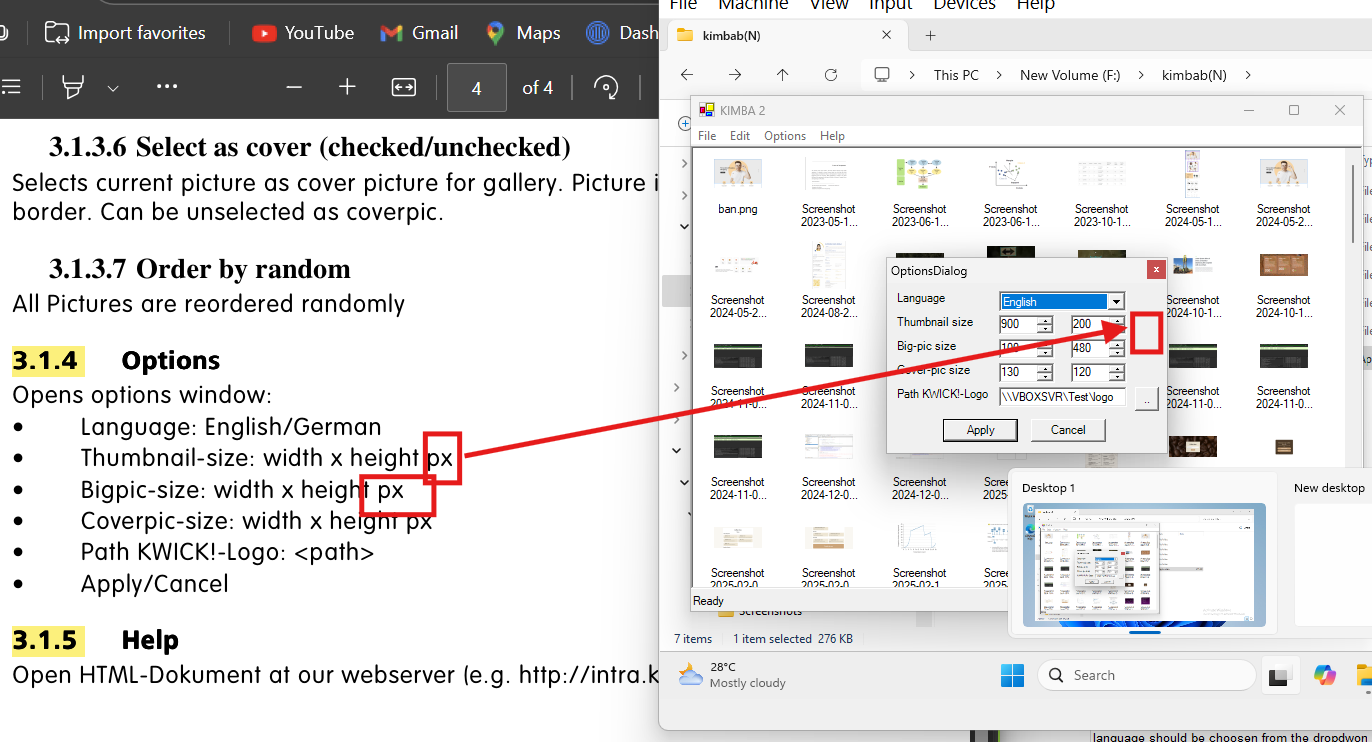 Import favorites
YouTube
Gmail
Maps
Dash
4 of 4
3.1.3.6 Select as cover (checked/unchecked)
Selects current picture as cover picture for gallery. Picture i
border. Can be unselected as coverpic.
3.1.3.7 Order by random
All Pictures are reordered randomly
3.1.4 Options
Opens options window:
• Language: English/German
• Thumbnail-size: width x height px
• Bigpic-size: width x height px
• Coverpic-size: width x height px
• Path KWICK!-Logo: <path>
• Apply/Cancel
3.1.5 Help
Open HTML-Dokument at our webserver (e.g. http://intra.k
File Machine View Input Devices Help
kimbab(N)
This PC > New Volume (F:) > kimbab(N) >
KIMBA 2
File Edit Options Help
ban.png
Screenshot
2023-05-1...
Screenshot
2023-06-1...
Screenshot
2023-06-1...
Screenshot
2023-10-1...
Screenshot
2024-05-1...
Screenshot
2024-05-2...
Screenshot
2024-05-2...
Screenshot
2024-08-2...
Screenshot
2024-10-1...
Screenshot
2024-10-1...
Screenshot
2024-11-0...
Screenshot
2024-11-0...
Screenshot
2024-11-0...
Screenshot
2024-11-0...
Screenshot
2024-11-0...
Screenshot
2024-12-0...
Screenshot
2024-12-0...
Screenshot
2025-02-0...
Screenshot
2025-02-0...
Screenshot
2025-02-1...
OptionsDialog
Language English
Thumbnail size 900 200
Big-pic size 480
Cover-pic size 130 120
Path KWICK!-Logo \\VBOXSVR\Test\logo ..
Apply Cancel
Ready
Screenshots
7 items 1 item selected 276 KB
Desktop 1
New desktop
28°C
Mostly cloudy
Search
language should be choosen from the dropdwon